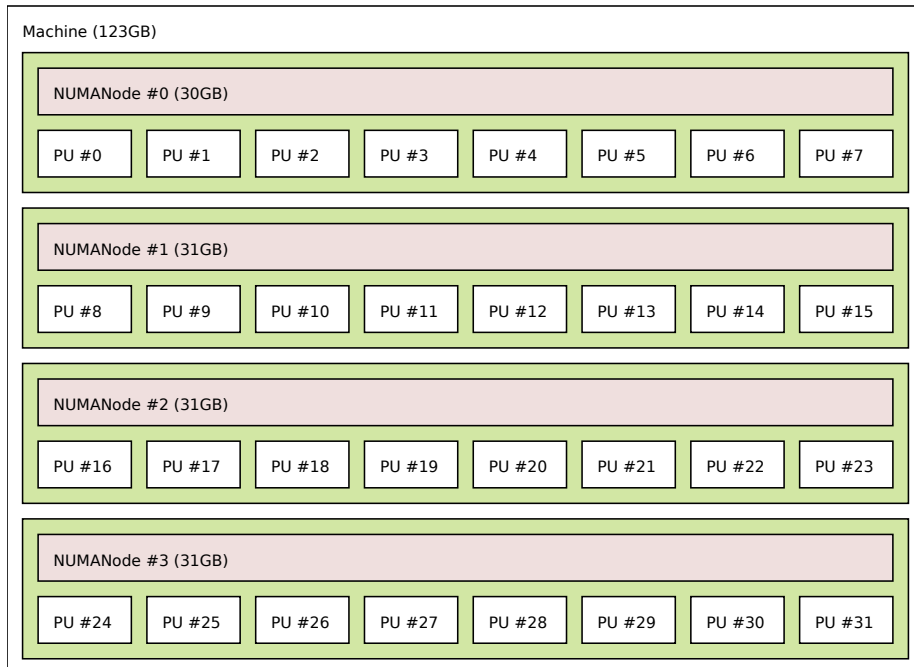 Machine (123GB)
NUMANode #0 (30GB)
PU #0 PU #1 PU #2 PU #3 PU #4 PU #5 PU #6 PU #7
NUMANode #1 (31GB)
PU #8 PU #9 PU #10 PU #11 PU #12 PU #13 PU #14 PU #15
NUMANode #2 (31GB)
PU #16 PU #17 PU #18 PU #19 PU #20 PU #21 PU #22 PU #23
NUMANode #3 (31GB)
PU #24 PU #25 PU #26 PU #27 PU #28 PU #29 PU #30 PU #31